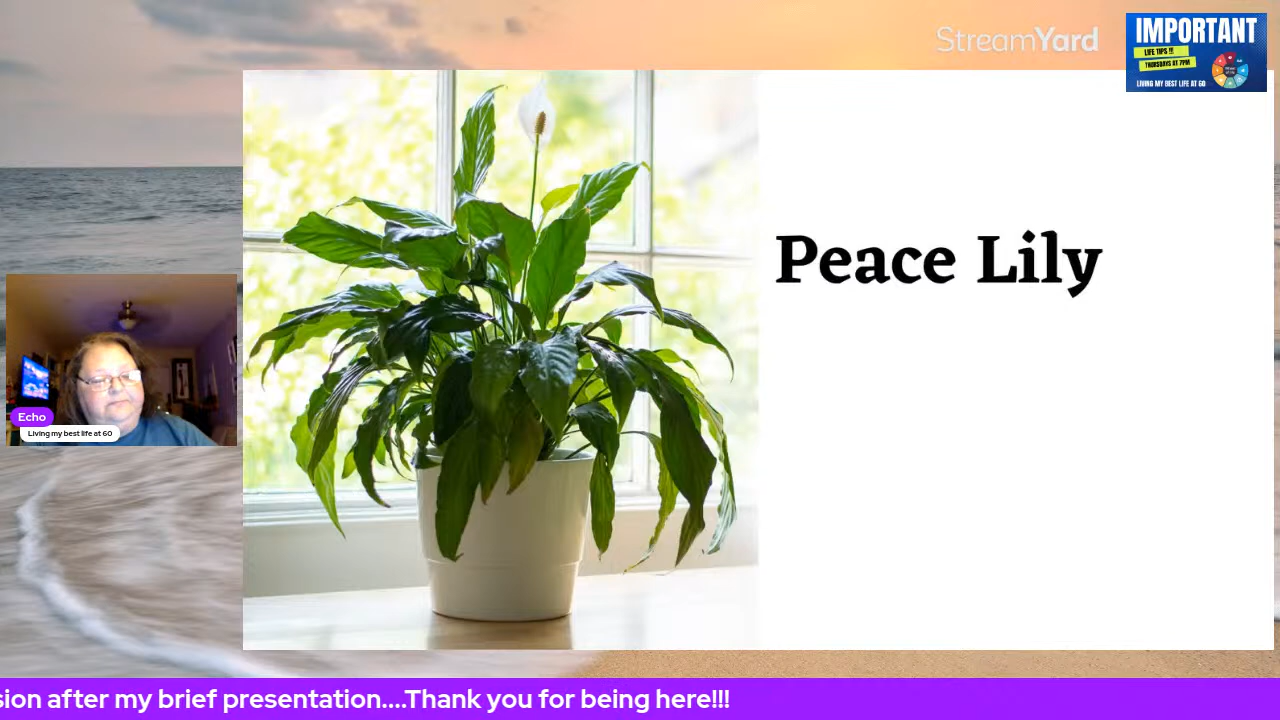 StreamYard
IMPORTANT
LIFE TIPS !!!
THURSDAYS AT 7PM
LIVING MY BEST LIFE AT 60
Peace Lily
Echo
Living my best life at 60
sion after my brief presentation....Thank you for being here!!!